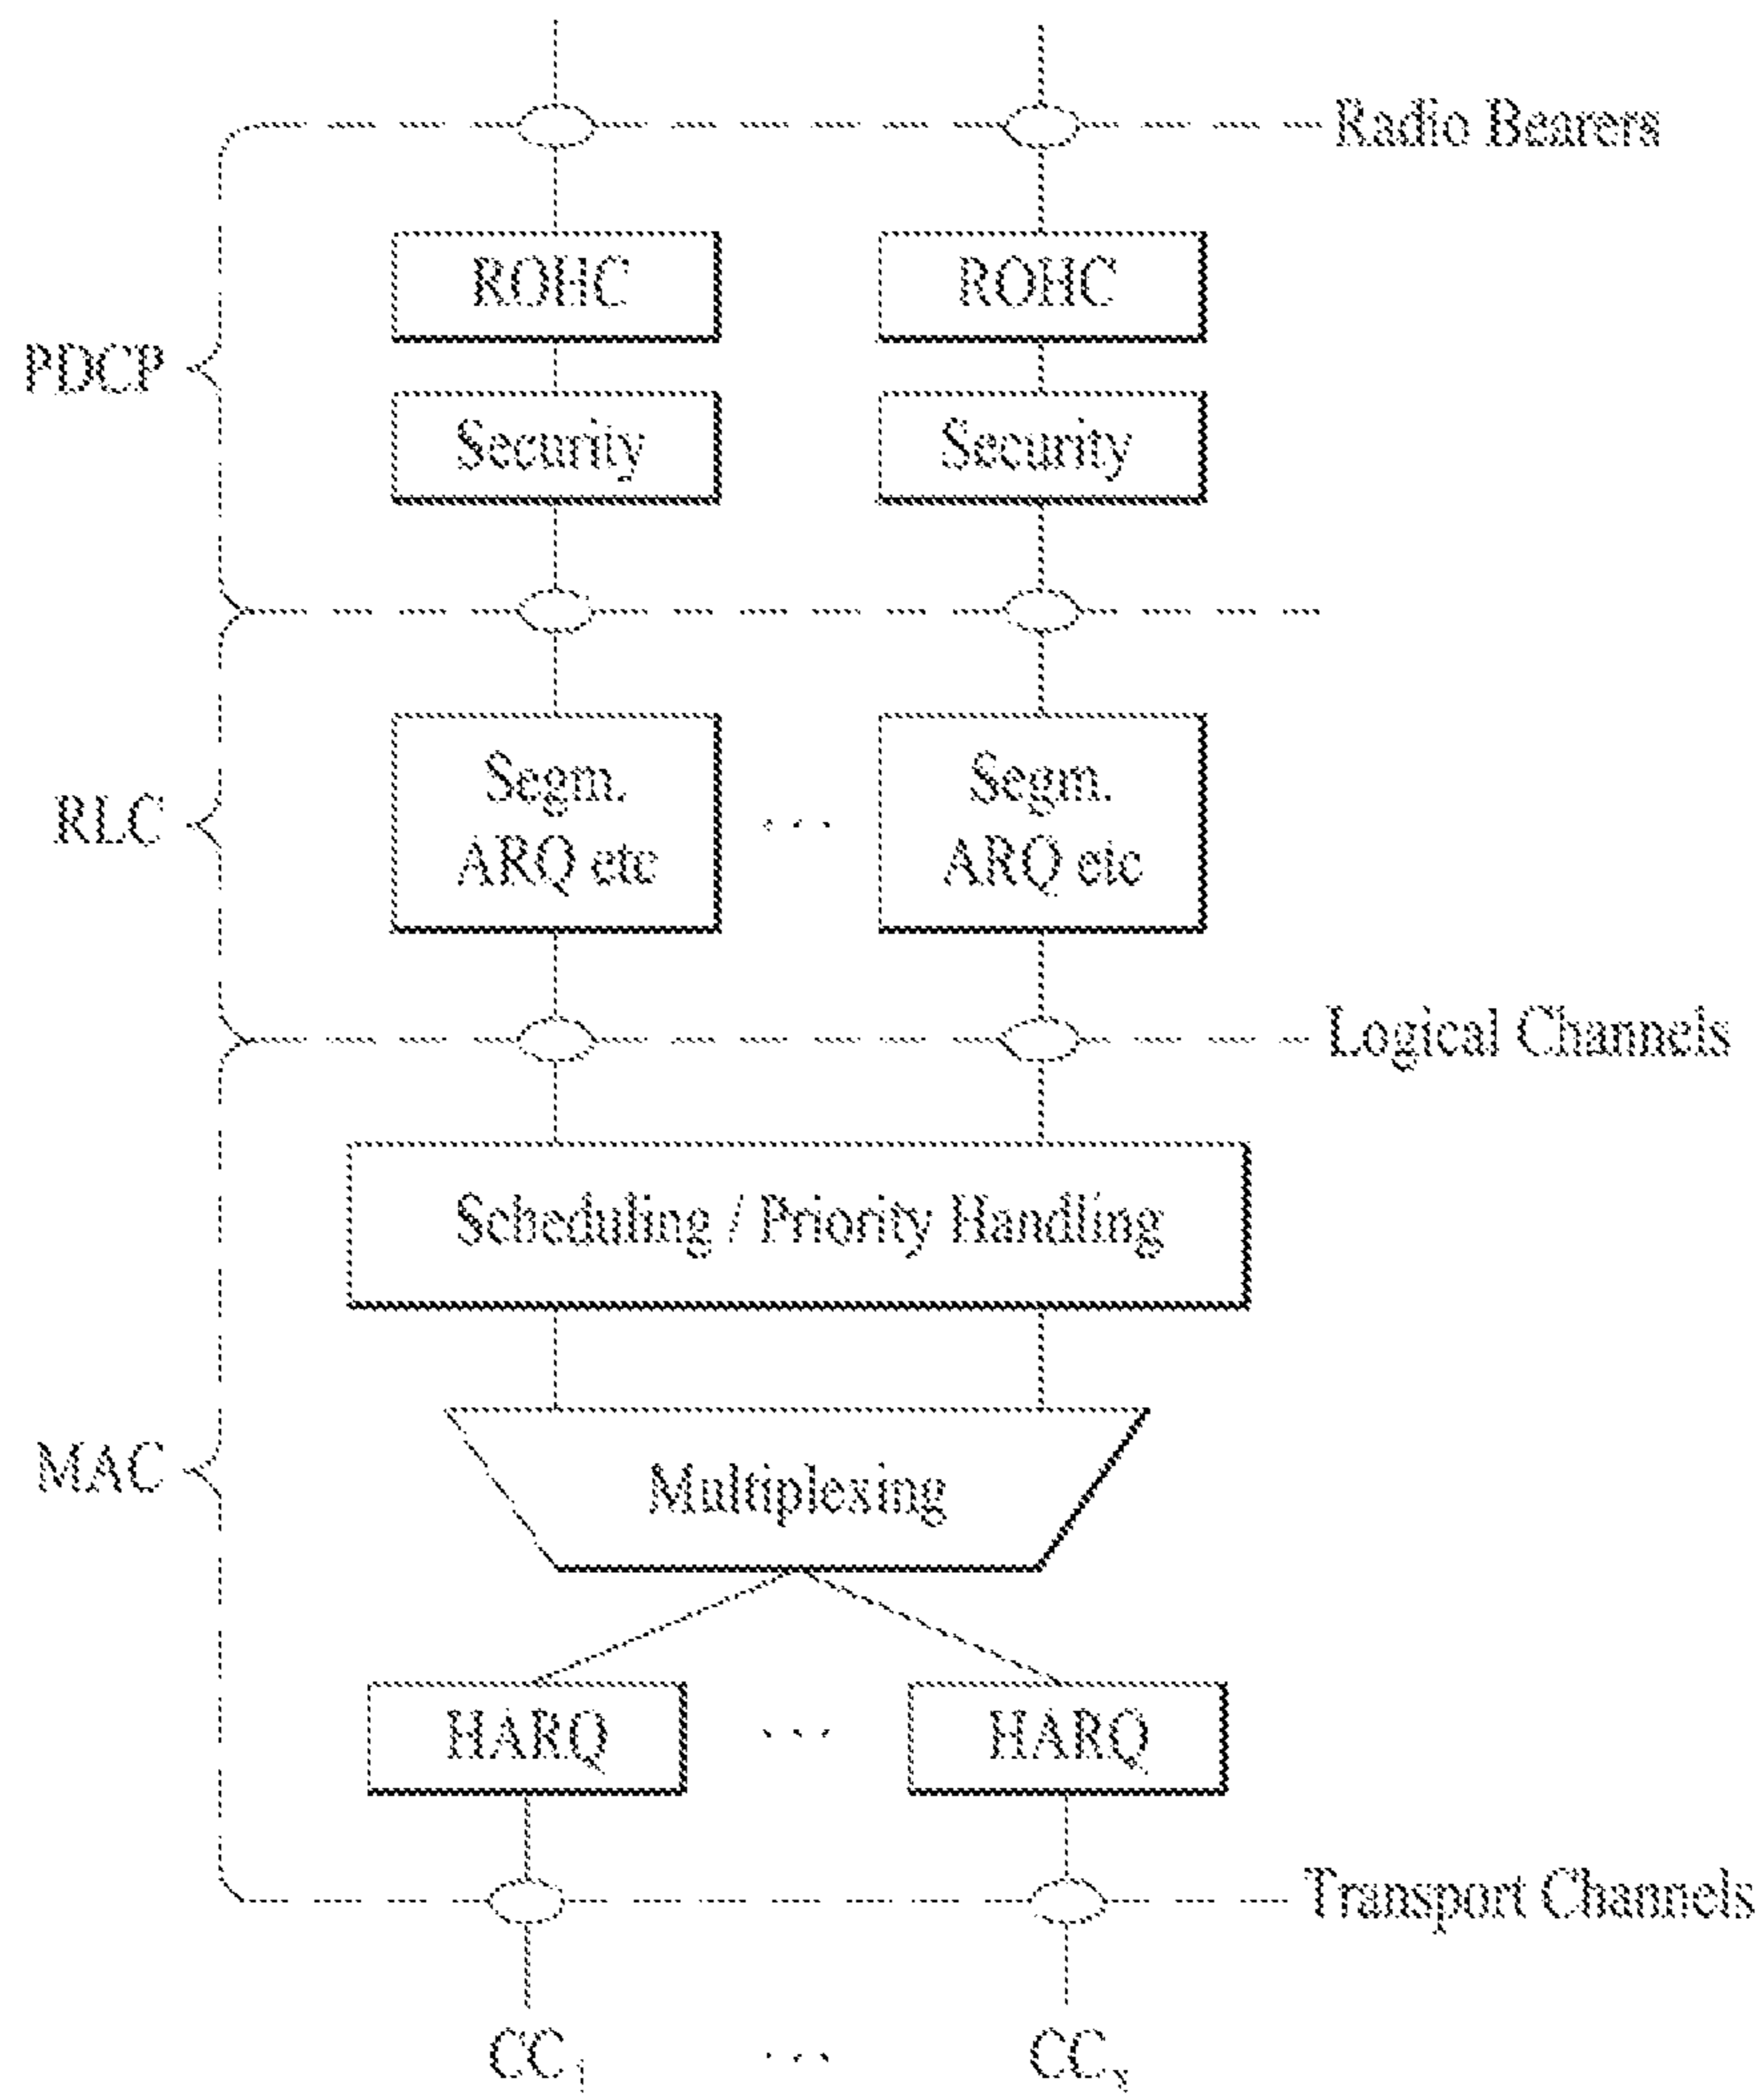 Radio Bearers
ROHC ROHC
PDCP
Security Security
Segm. Segm.
RLC ...
ARQ etc ARQ etc
Logical Channels
Scheduling / Priority Handling
MAC
Multiplexing
HARQ ... HARQ
Transport Channels
CC1 ... CCx